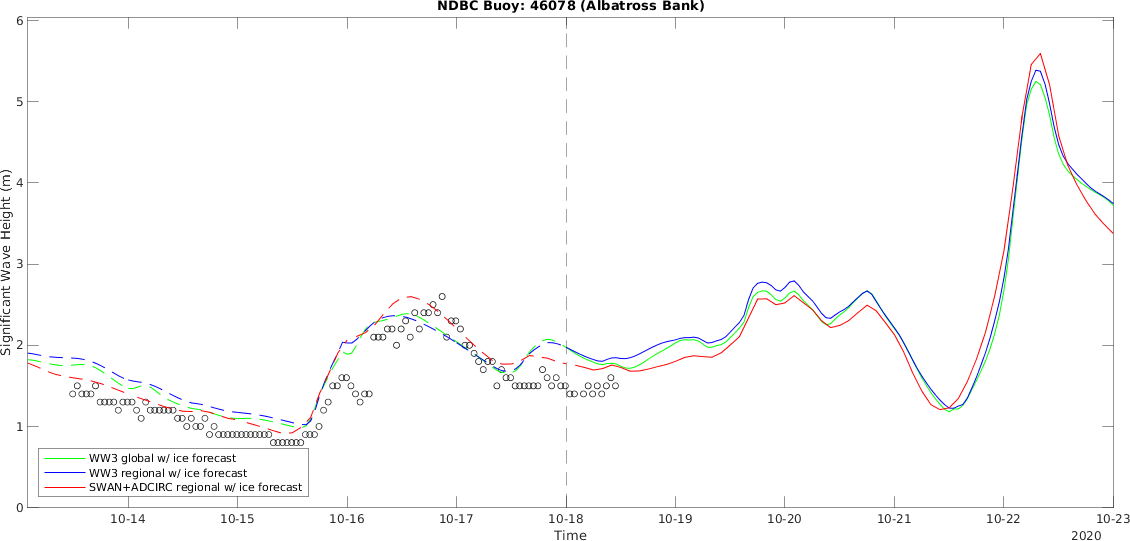 NDBC Buoy: 46078 (Albatross Bank)
6
5
4
3
2
1
0
Significant Wave Height (m)
WW3 global w/ ice forecast
WW3 regional w/ ice forecast
SWAN+ADCIRC regional w/ ice forecast
10-14 10-15 10-16 10-17 10-18 10-19 10-20 10-21 10-22 10-23
Time
2020